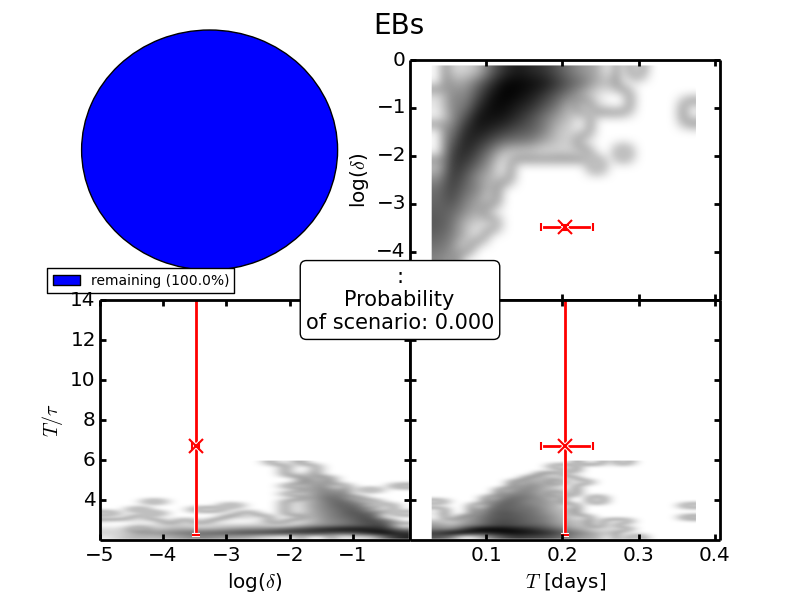 EBs
0
−1
−2
−3
−4
log(δ)
remaining (100.0%)
:
Probability
of scenario: 0.000
14
12
10
8
6
4
T/τ
−5 −4 −3 −2 −1
log(δ)
0.1 0.2 0.3 0.4
T [days]